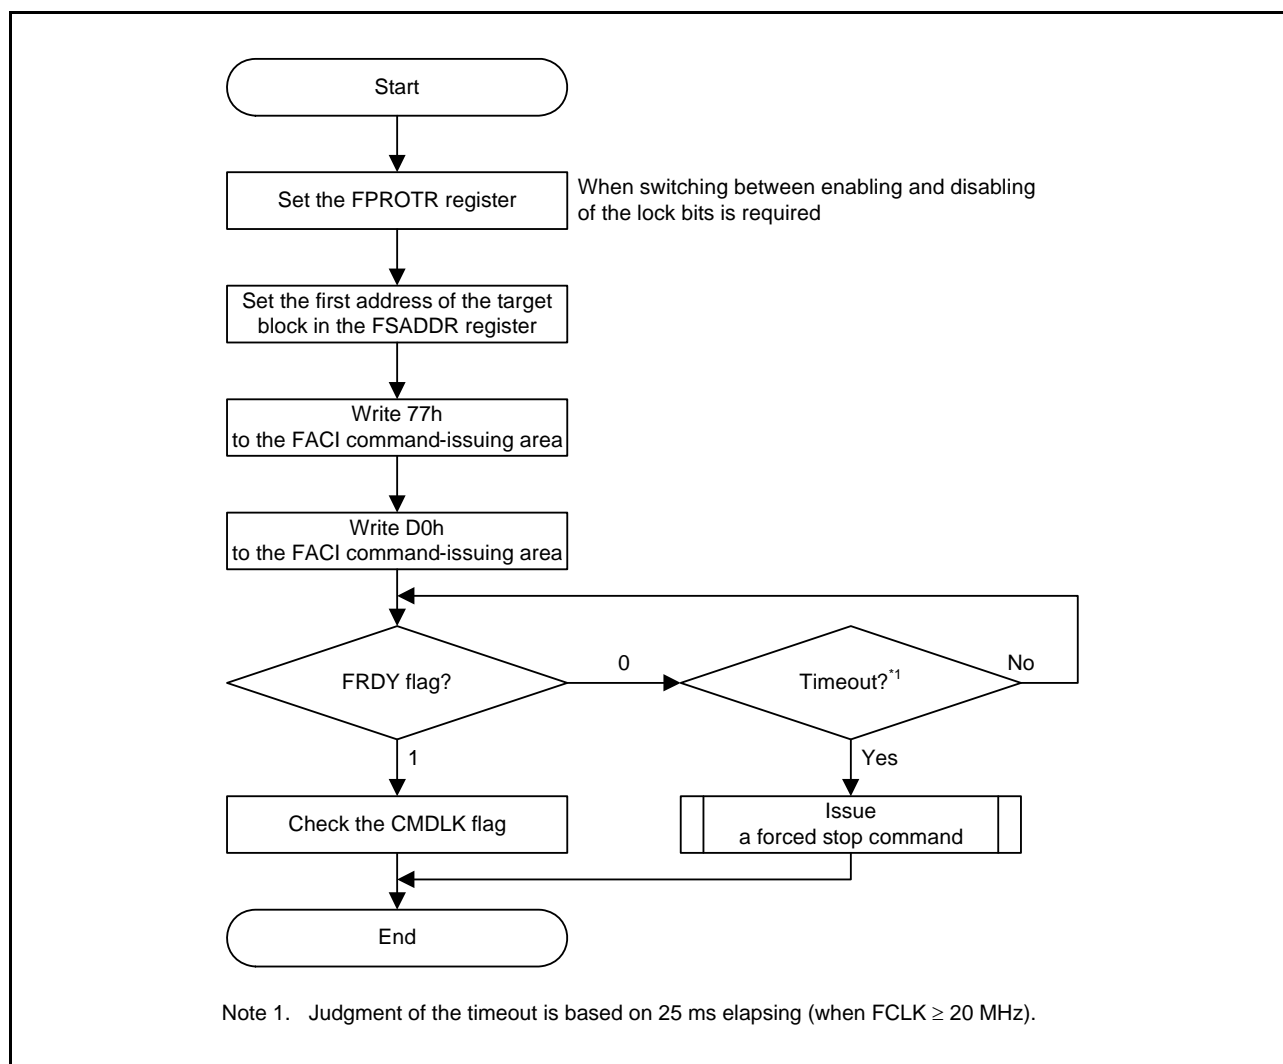 Start
Set the FPROTR register
When switching between enabling and disabling
of the lock bits is required
Set the first address of the target
block in the FSADDR register
Write 77h
to the FACI command-issuing area
Write D0h
to the FACI command-issuing area
FRDY flag?
0
Timeout?*1
No
1
Yes
Check the CMDLK flag
Issue
a forced stop command
End
Note 1. Judgment of the timeout is based on 25 ms elapsing (when FCLK ≥ 20 MHz).